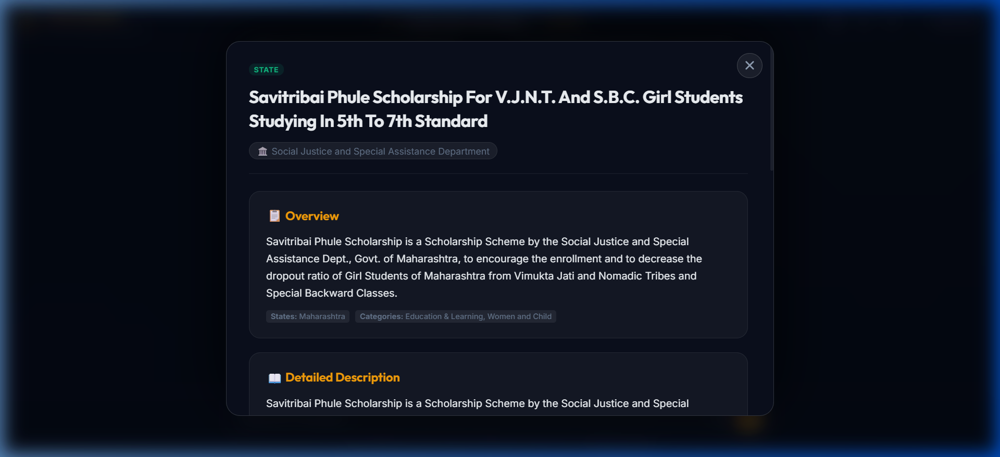 STATE
Savitribai Phule Scholarship For V.J.N.T. And S.B.C. Girl Students
Studying In 5th To 7th Standard
Social Justice and Special Assistance Department
Overview
Savitribai Phule Scholarship is a Scholarship Scheme by the Social Justice and Special
Assistance Dept., Govt. of Maharashtra, to encourage the enrollment and to decrease the
dropout ratio of Girl Students of Maharashtra from Vimukta Jati and Nomadic Tribes and
Special Backward Classes.
States: Maharashtra Categories: Education & Learning, Women and Child
Detailed Description
Savitribai Phule Scholarship is a Scholarship Scheme by the Social Justice and Special